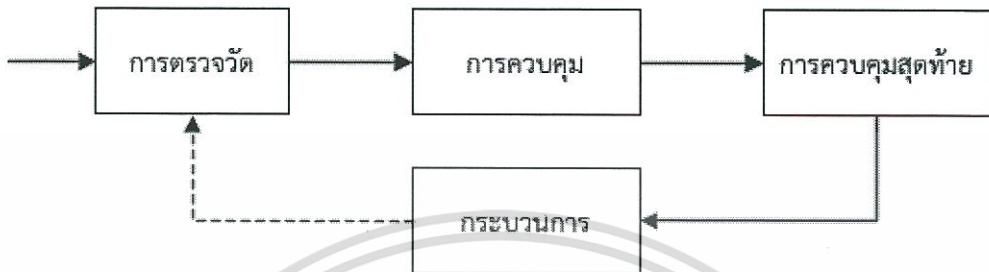 การตรวจวัด
การควบคุม
การควบคุมสุดท้าย
กระบวนการ